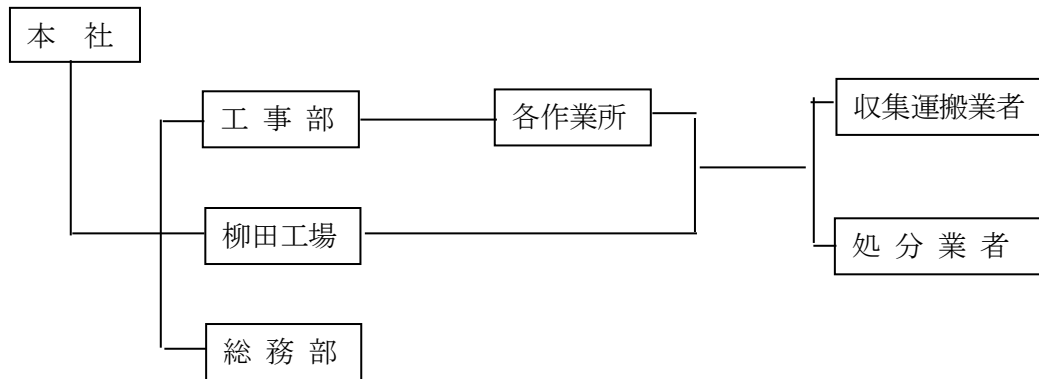 本 社
工 事 部
各作業所
収集運搬業者
柳田工場
処 分 業 者
総 務 部